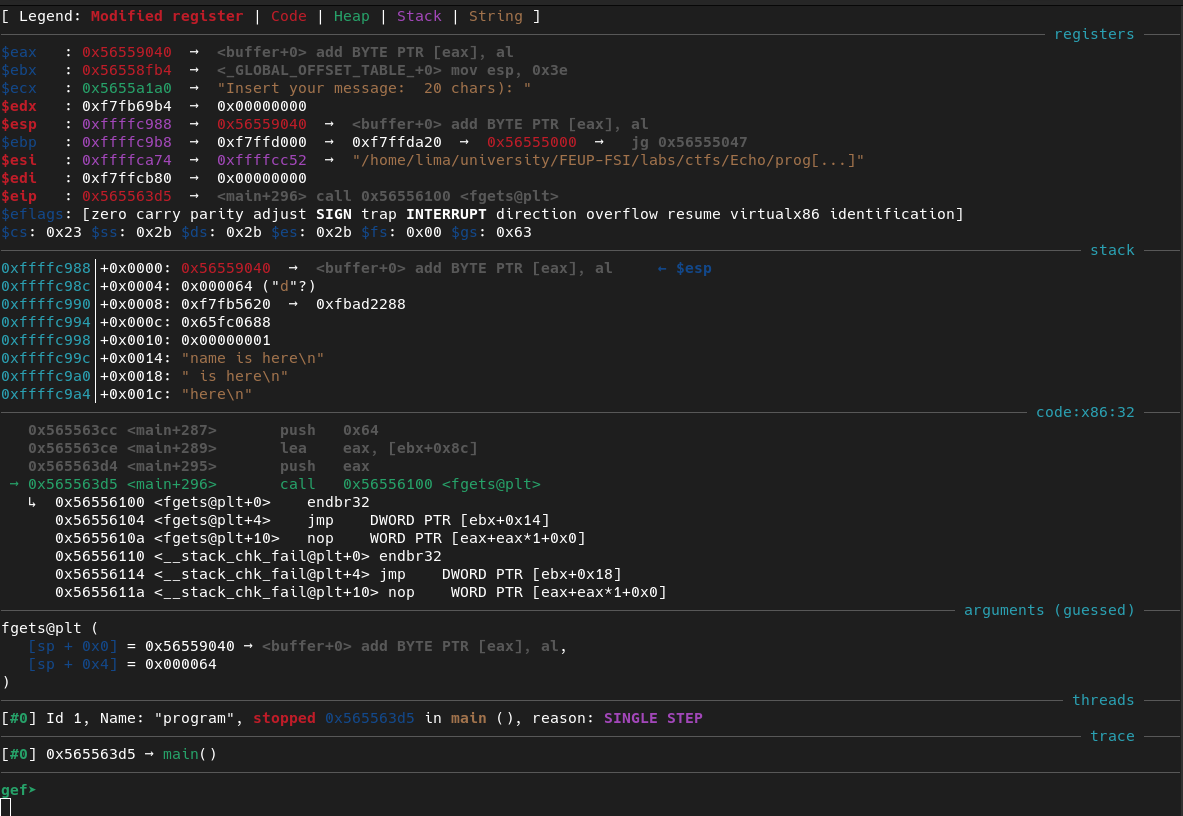 [ Legend: Modified register | Code | Heap | Stack | String ]
registers
$eax   : 0x56559040  →  <buffer+0> add BYTE PTR [eax], al
$ebx   : 0x56558fb4  →  <_GLOBAL_OFFSET_TABLE_+0> mov esp, 0x3e
$ecx   : 0x5655a1a0  →  "Insert your message:  20 chars): "
$edx   : 0xf7fb69b4  →  0x00000000
$esp   : 0xffffc988  →  0x56559040  →  <buffer+0> add BYTE PTR [eax], al
$ebp   : 0xffffc9b8  →  0xf7ffd000  →  0xf7ffda20  →  0x56555000  →   jg 0x56555047
$esi   : 0xffffca74  →  0xffffcc52  →  "/home/lima/university/FEUP-FSI/labs/ctfs/Echo/prog[...]"
$edi   : 0xf7ffcb80  →  0x00000000
$eip   : 0x565563d5  →  <main+296> call 0x56556100 <fgets@plt>
$eflags: [zero carry parity adjust SIGN trap INTERRUPT direction overflow resume virtualx86 identification]
$cs: 0x23 $ss: 0x2b $ds: 0x2b $es: 0x2b $fs: 0x00 $gs: 0x63
stack
0xffffc988│+0x0000: 0x56559040  →  <buffer+0> add BYTE PTR [eax], al     ← $esp
0xffffc98c│+0x0004: 0x000064 ("d"?)
0xffffc990│+0x0008: 0xf7fb5620  →  0xfbad2288
0xffffc994│+0x000c: 0x65fc0688
0xffffc998│+0x0010: 0x00000001
0xffffc99c│+0x0014: "name is here\n"
0xffffc9a0│+0x0018: " is here\n"
0xffffc9a4│+0x001c: "here\n"
code:x86:32
0x565563cc <main+287>       push   0x64
0x565563ce <main+289>       lea    eax, [ebx+0x8c]
0x565563d4 <main+295>       push   eax
→ 0x565563d5 <main+296>       call   0x56556100 <fgets@plt>
↳  0x56556100 <fgets@plt+0>    endbr32
0x56556104 <fgets@plt+4>    jmp    DWORD PTR [ebx+0x14]
0x5655610a <fgets@plt+10>   nop    WORD PTR [eax+eax*1+0x0]
0x56556110 <__stack_chk_fail@plt+0> endbr32
0x56556114 <__stack_chk_fail@plt+4> jmp    DWORD PTR [ebx+0x18]
0x5655611a <__stack_chk_fail@plt+10> nop    WORD PTR [eax+eax*1+0x0]
arguments (guessed)
fgets@plt (
[sp + 0x0] = 0x56559040 → <buffer+0> add BYTE PTR [eax], al,
[sp + 0x4] = 0x000064
)
threads
[#0] Id 1, Name: "program", stopped 0x565563d5 in main (), reason: SINGLE STEP
trace
[#0] 0x565563d5 → main()
gef➤